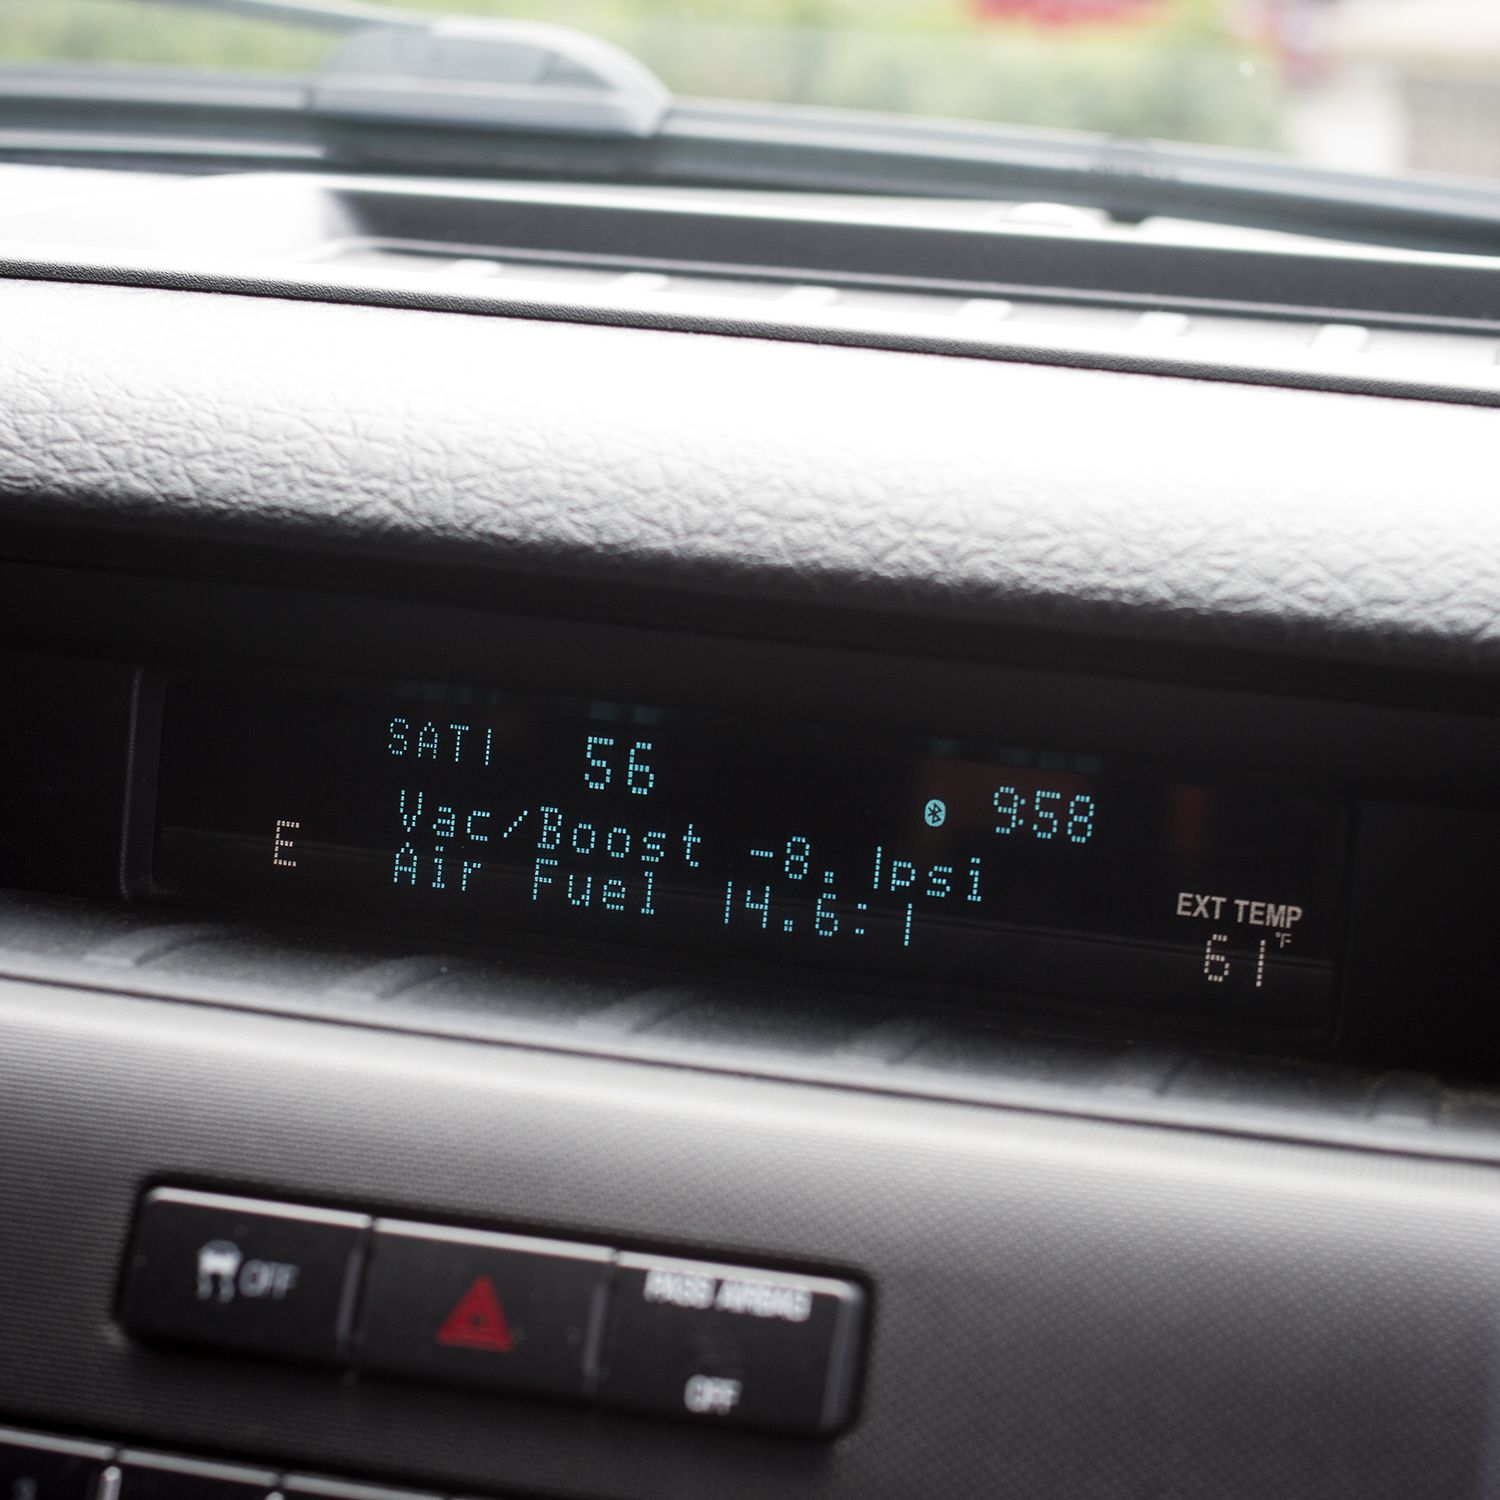 SAT1 56
9:58
Vac/Boost -8.1psi
E
Air Fuel 14.6:1
EXT TEMP
61°F
OFF
PASS AIRBAG
OFF